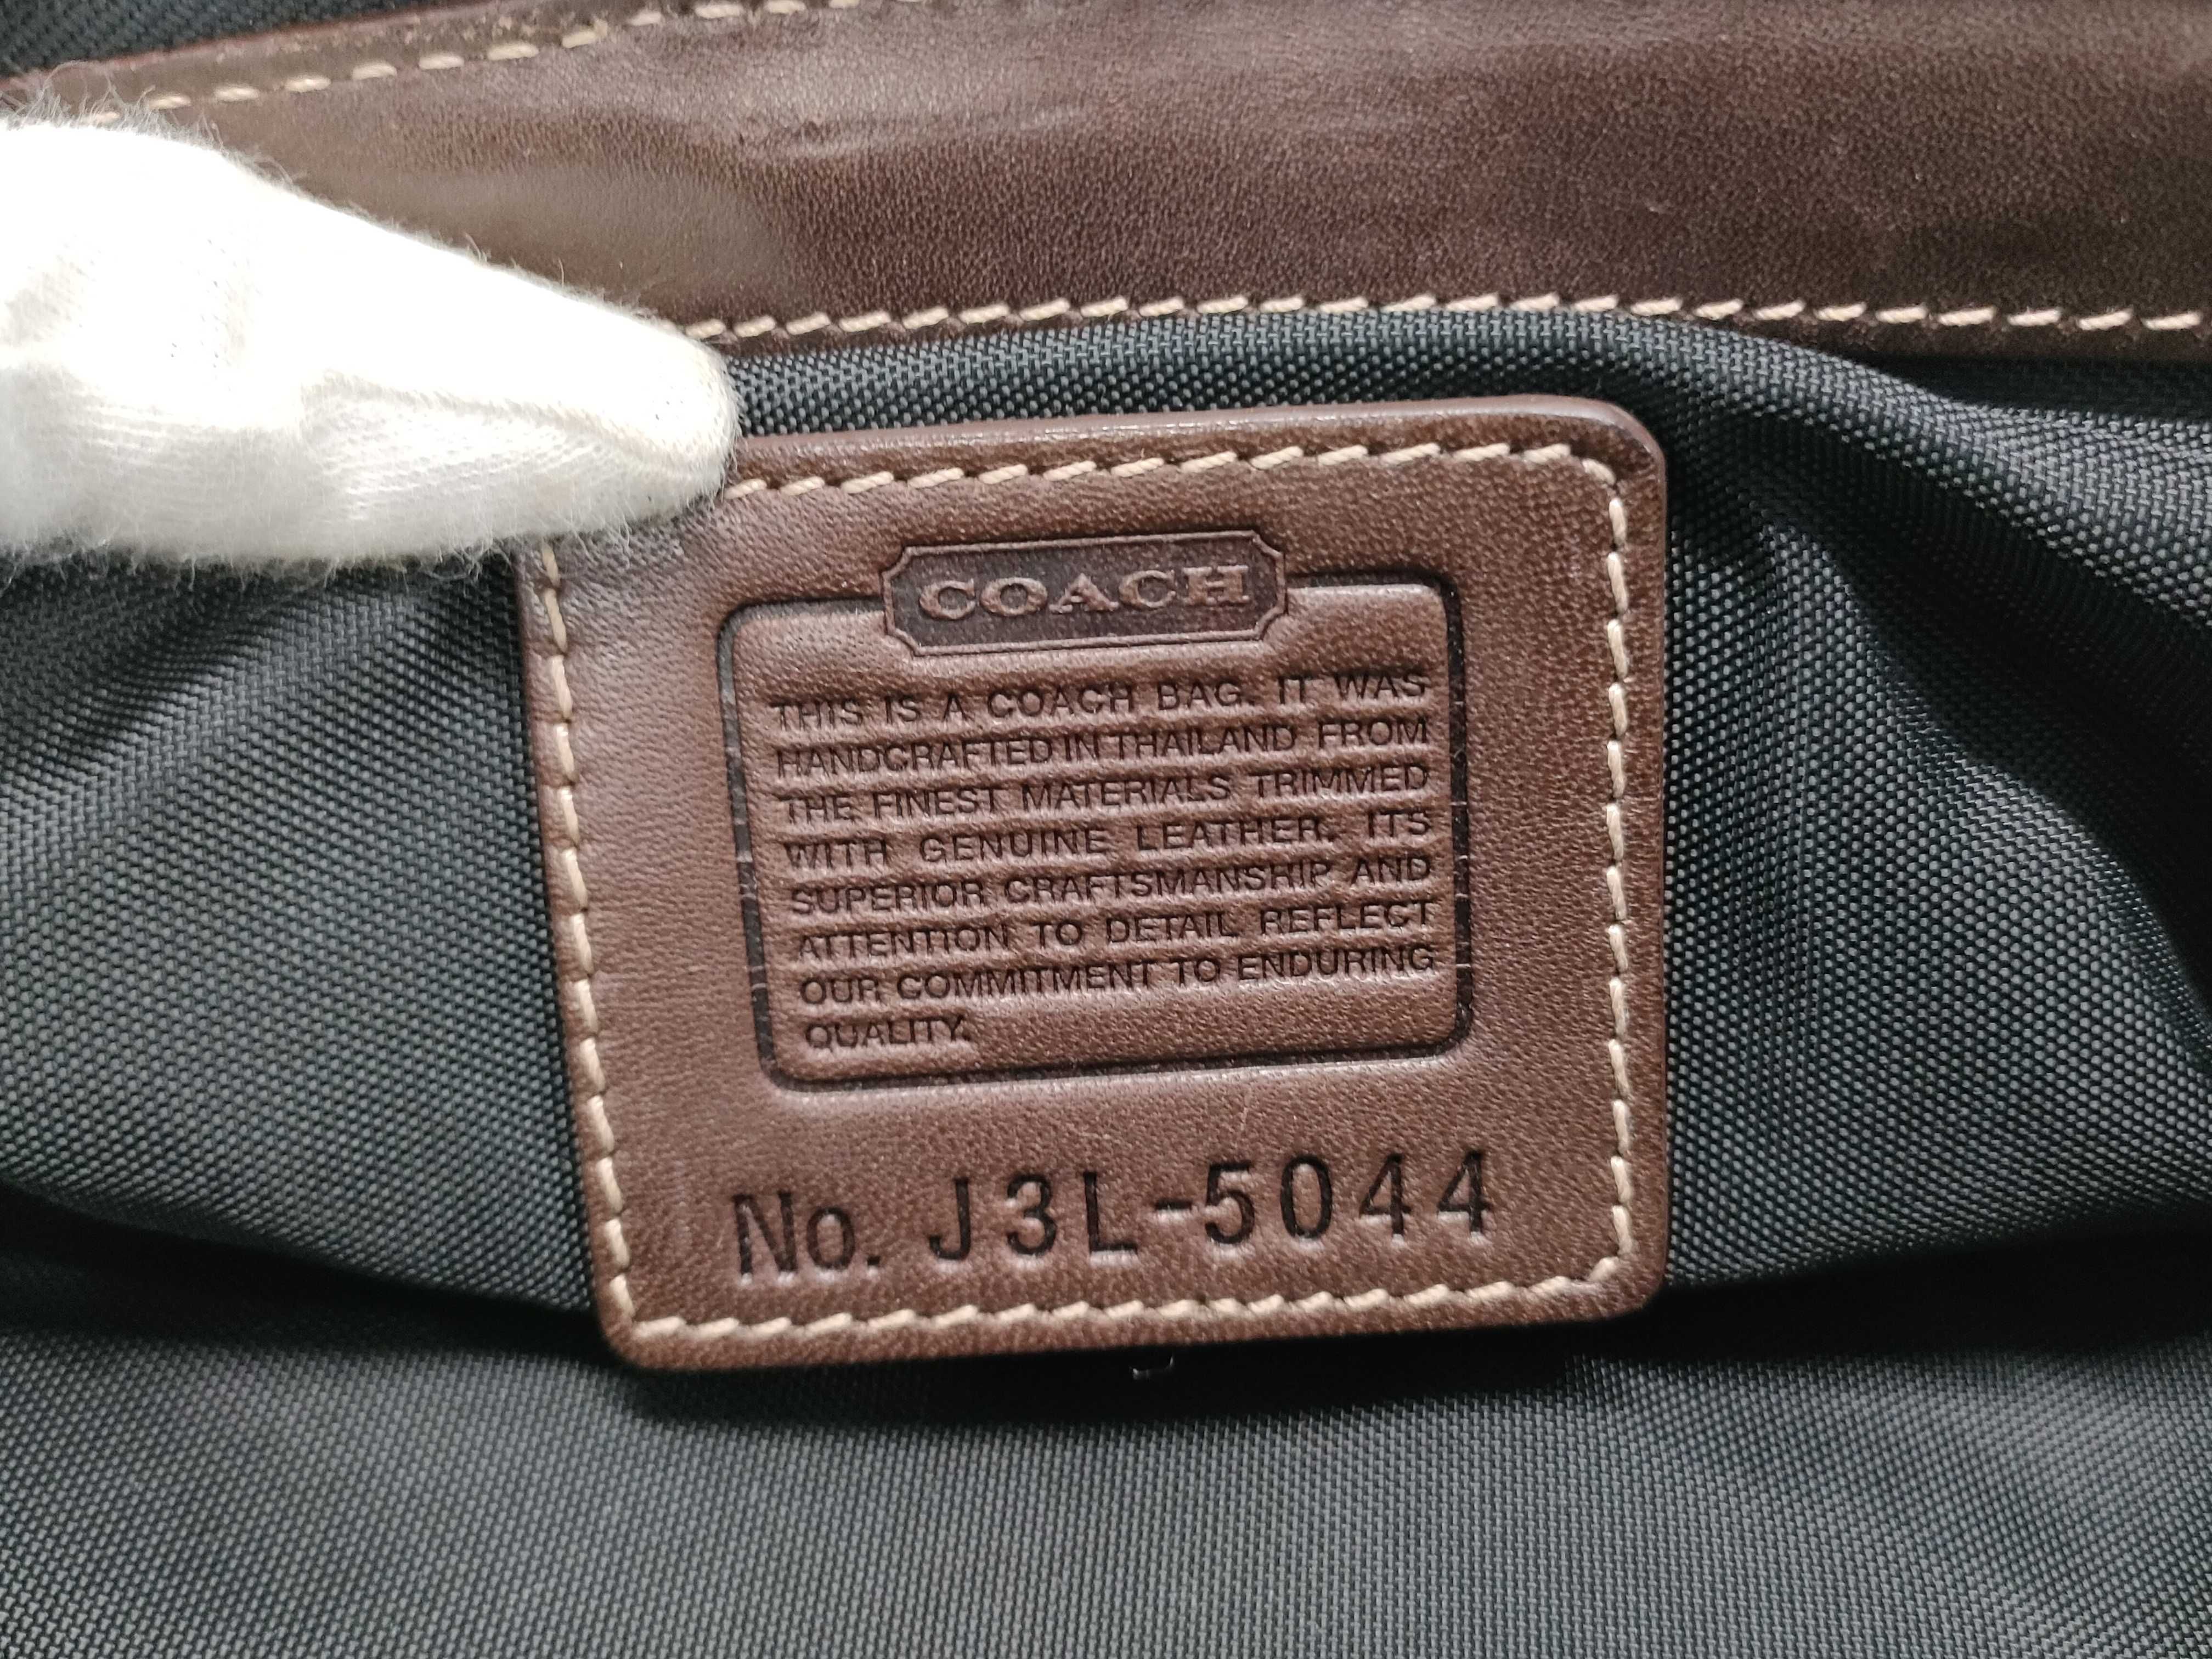 COACH
THIS IS A COACH BAG. IT WAS
HANDCRAFTED IN THAILAND FROM
THE FINEST MATERIALS TRIMMED
WITH GENUINE LEATHER. ITS
SUPERIOR CRAFTSMANSHIP AND
ATTENTION TO DETAIL REFLECT
OUR COMMITMENT TO ENDURING
QUALITY.
No. J3L-5044